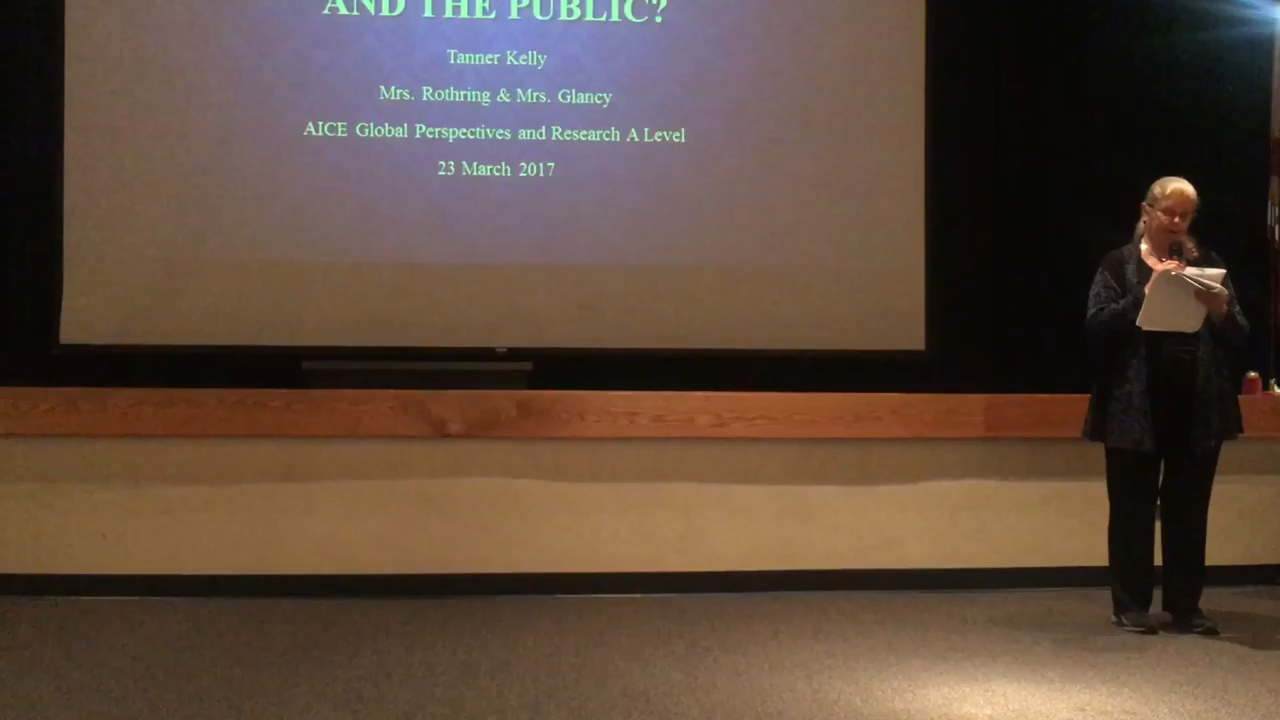 AND THE PUBLIC?
Tanner Kelly
Mrs. Rothring & Mrs. Glancy
AICE Global Perspectives and Research A Level
23 March 2017